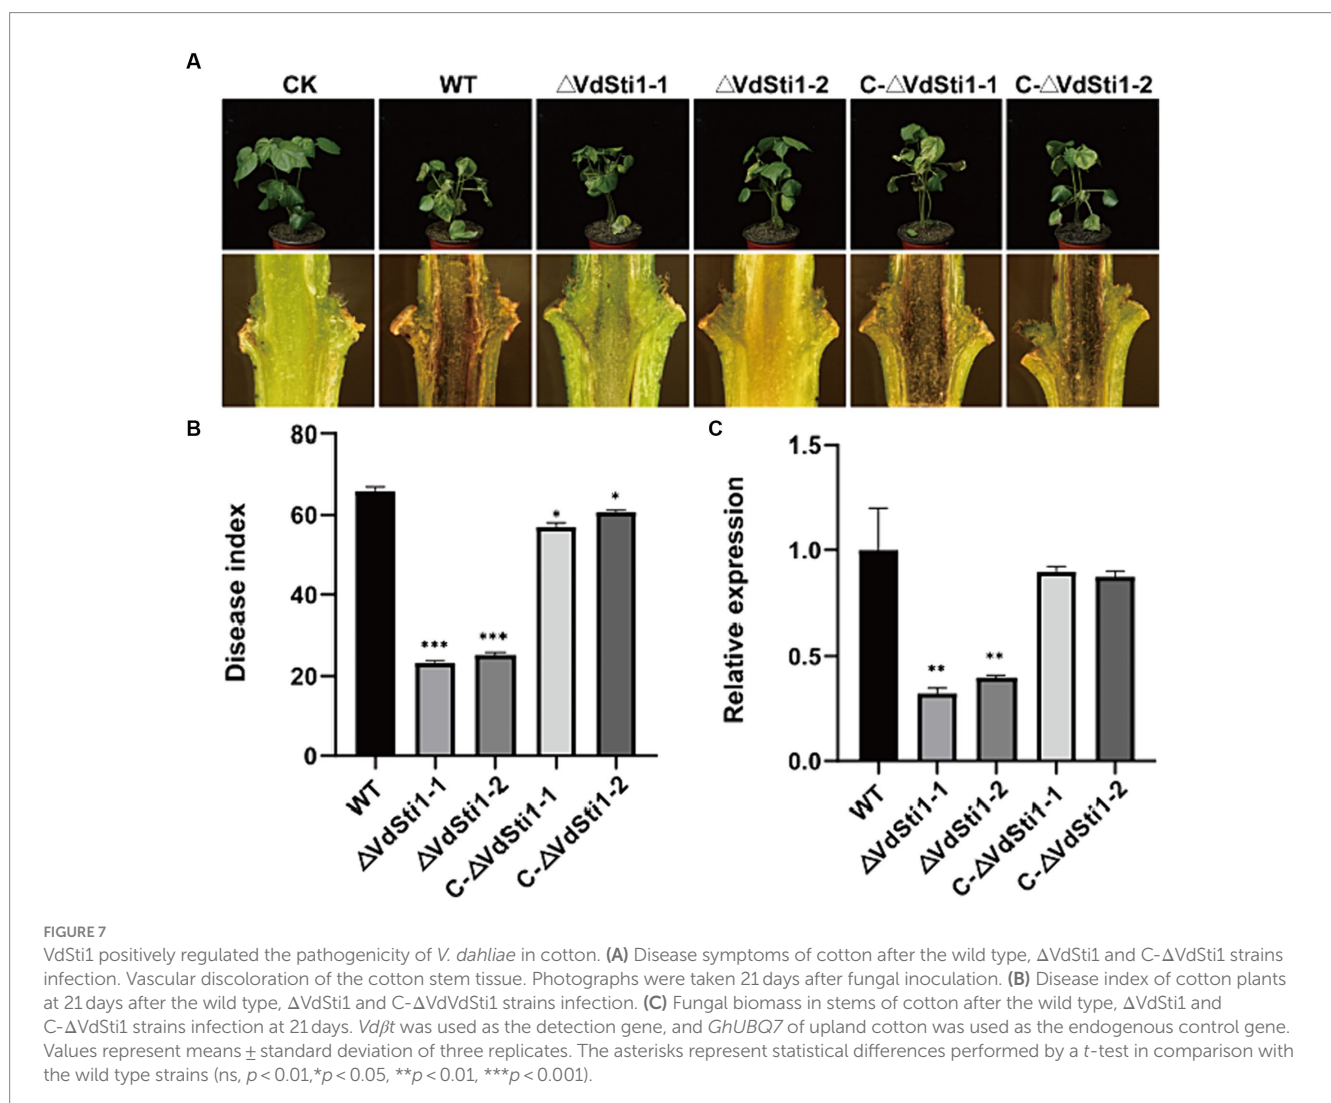 A
CK WT △VdSti1-1 △VdSti1-2 C-△VdSti1-1 C-△VdSti1-2
B
80
60
40
20
0
Disease index
***
***
*
*
WT
ΔVdSti1-1
ΔVdSti1-2
C-ΔVdSti1-1
C-ΔVdSti1-2
C
1.5
1.0
0.5
0.0
Relative expression
**
**
WT
ΔVdSti1-1
ΔVdSti1-2
C-ΔVdSti1-1
C-ΔVdSti1-2
FIGURE 7
VdSti1 positively regulated the pathogenicity of V. dahliae in cotton. (A) Disease symptoms of cotton after the wild type, ΔVdSti1 and C-ΔVdSti1 strains
infection. Vascular discoloration of the cotton stem tissue. Photographs were taken 21 days after fungal inoculation. (B) Disease index of cotton plants
at 21 days after the wild type, ΔVdSti1 and C-ΔVdVdSti1 strains infection. (C) Fungal biomass in stems of cotton after the wild type, ΔVdSti1 and
C-ΔVdSti1 strains infection at 21 days. Vdβt was used as the detection gene, and GhUBQ7 of upland cotton was used as the endogenous control gene.
Values represent means ± standard deviation of three replicates. The asterisks represent statistical differences performed by a t-test in comparison with
the wild type strains (ns, p < 0.01,*p < 0.05, **p < 0.01, ***p < 0.001).